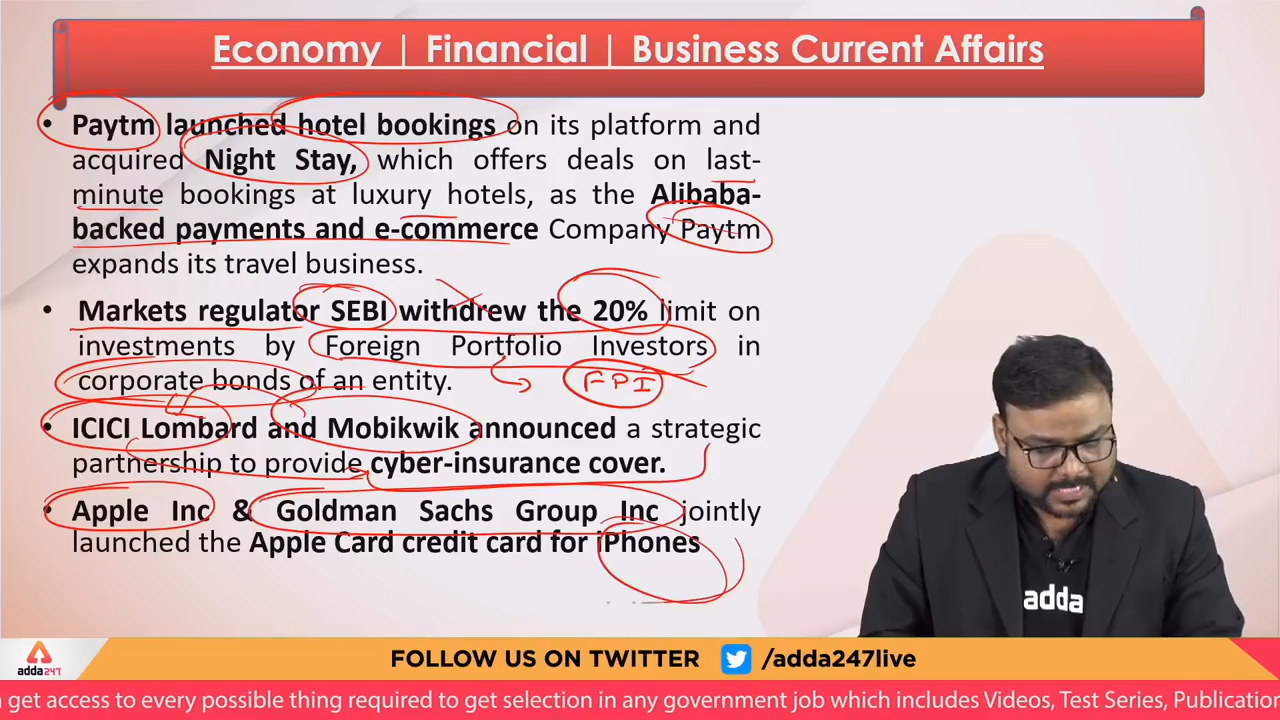 Economy | Financial | Business Current Affairs
• Paytm launched hotel bookings on its platform and
acquired Night Stay, which offers deals on last-
minute bookings at luxury hotels, as the Alibaba-
backed payments and e-commerce Company Paytm
expands its travel business.
• Markets regulator SEBI withdrew the 20% limit on
investments by Foreign Portfolio Investors in
corporate bonds of an entity.
FPI
• ICICI Lombard and Mobikwik announced a strategic
partnership to provide cyber-insurance cover.
• Apple Inc & Goldman Sachs Group Inc jointly
launched the Apple Card credit card for iPhones
adda
adda247
FOLLOW US ON TWITTER /adda247live
n get access to every possible thing required to get selection in any government job which includes Videos, Test Series, Publication